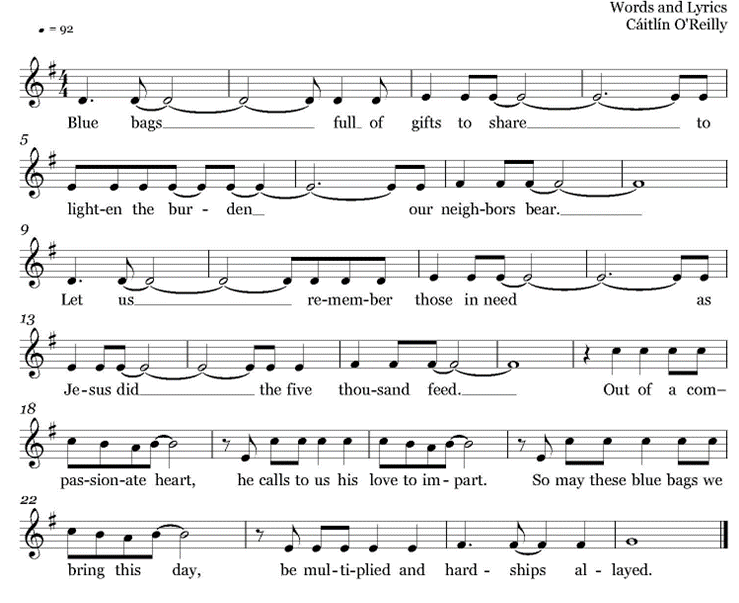 Words and Lyrics
♩ = 92
Cáitlín O'Reilly
4
4
Blue bags full of gifts to share to
5
light-en the bur - den our neigh-bors bear.
9
Let us re-mem-ber those in need as
13
Je-sus did the five thou-sand feed. Out of a com-
18
pas-sion-ate heart, he calls to us his love to im - part. So may these blue bags we
22
bring this day, be mul-ti-plied and hard - ships al - layed.